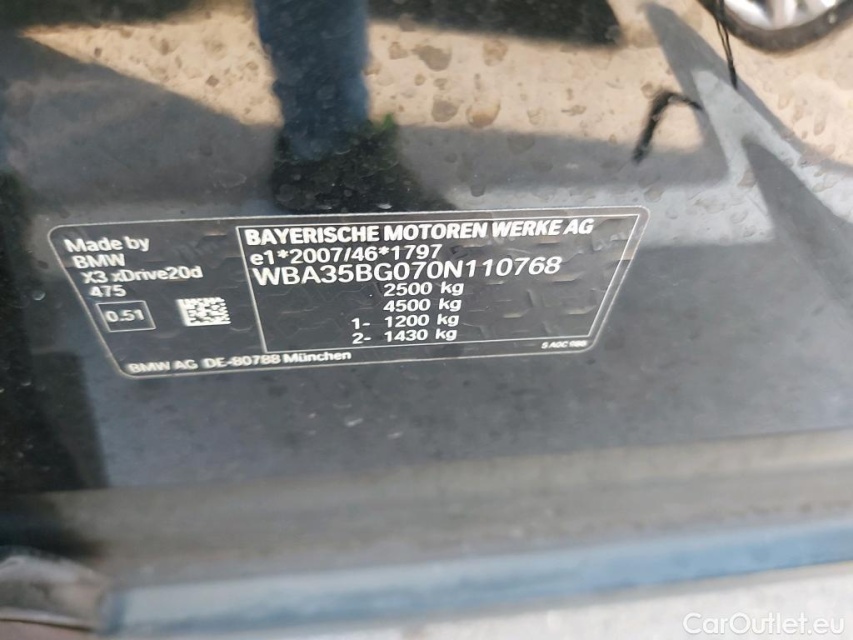 Made by
BMW
X3 xDrive20d
475
0.51
BMW AG DE-80788 München
BAYERISCHE MOTOREN WERKE AG
e1*2007/46*1797
WBA35BG070N110768
2500 kg
4500 kg
1- 1200 kg
2- 1430 kg
CarOutlet.eu